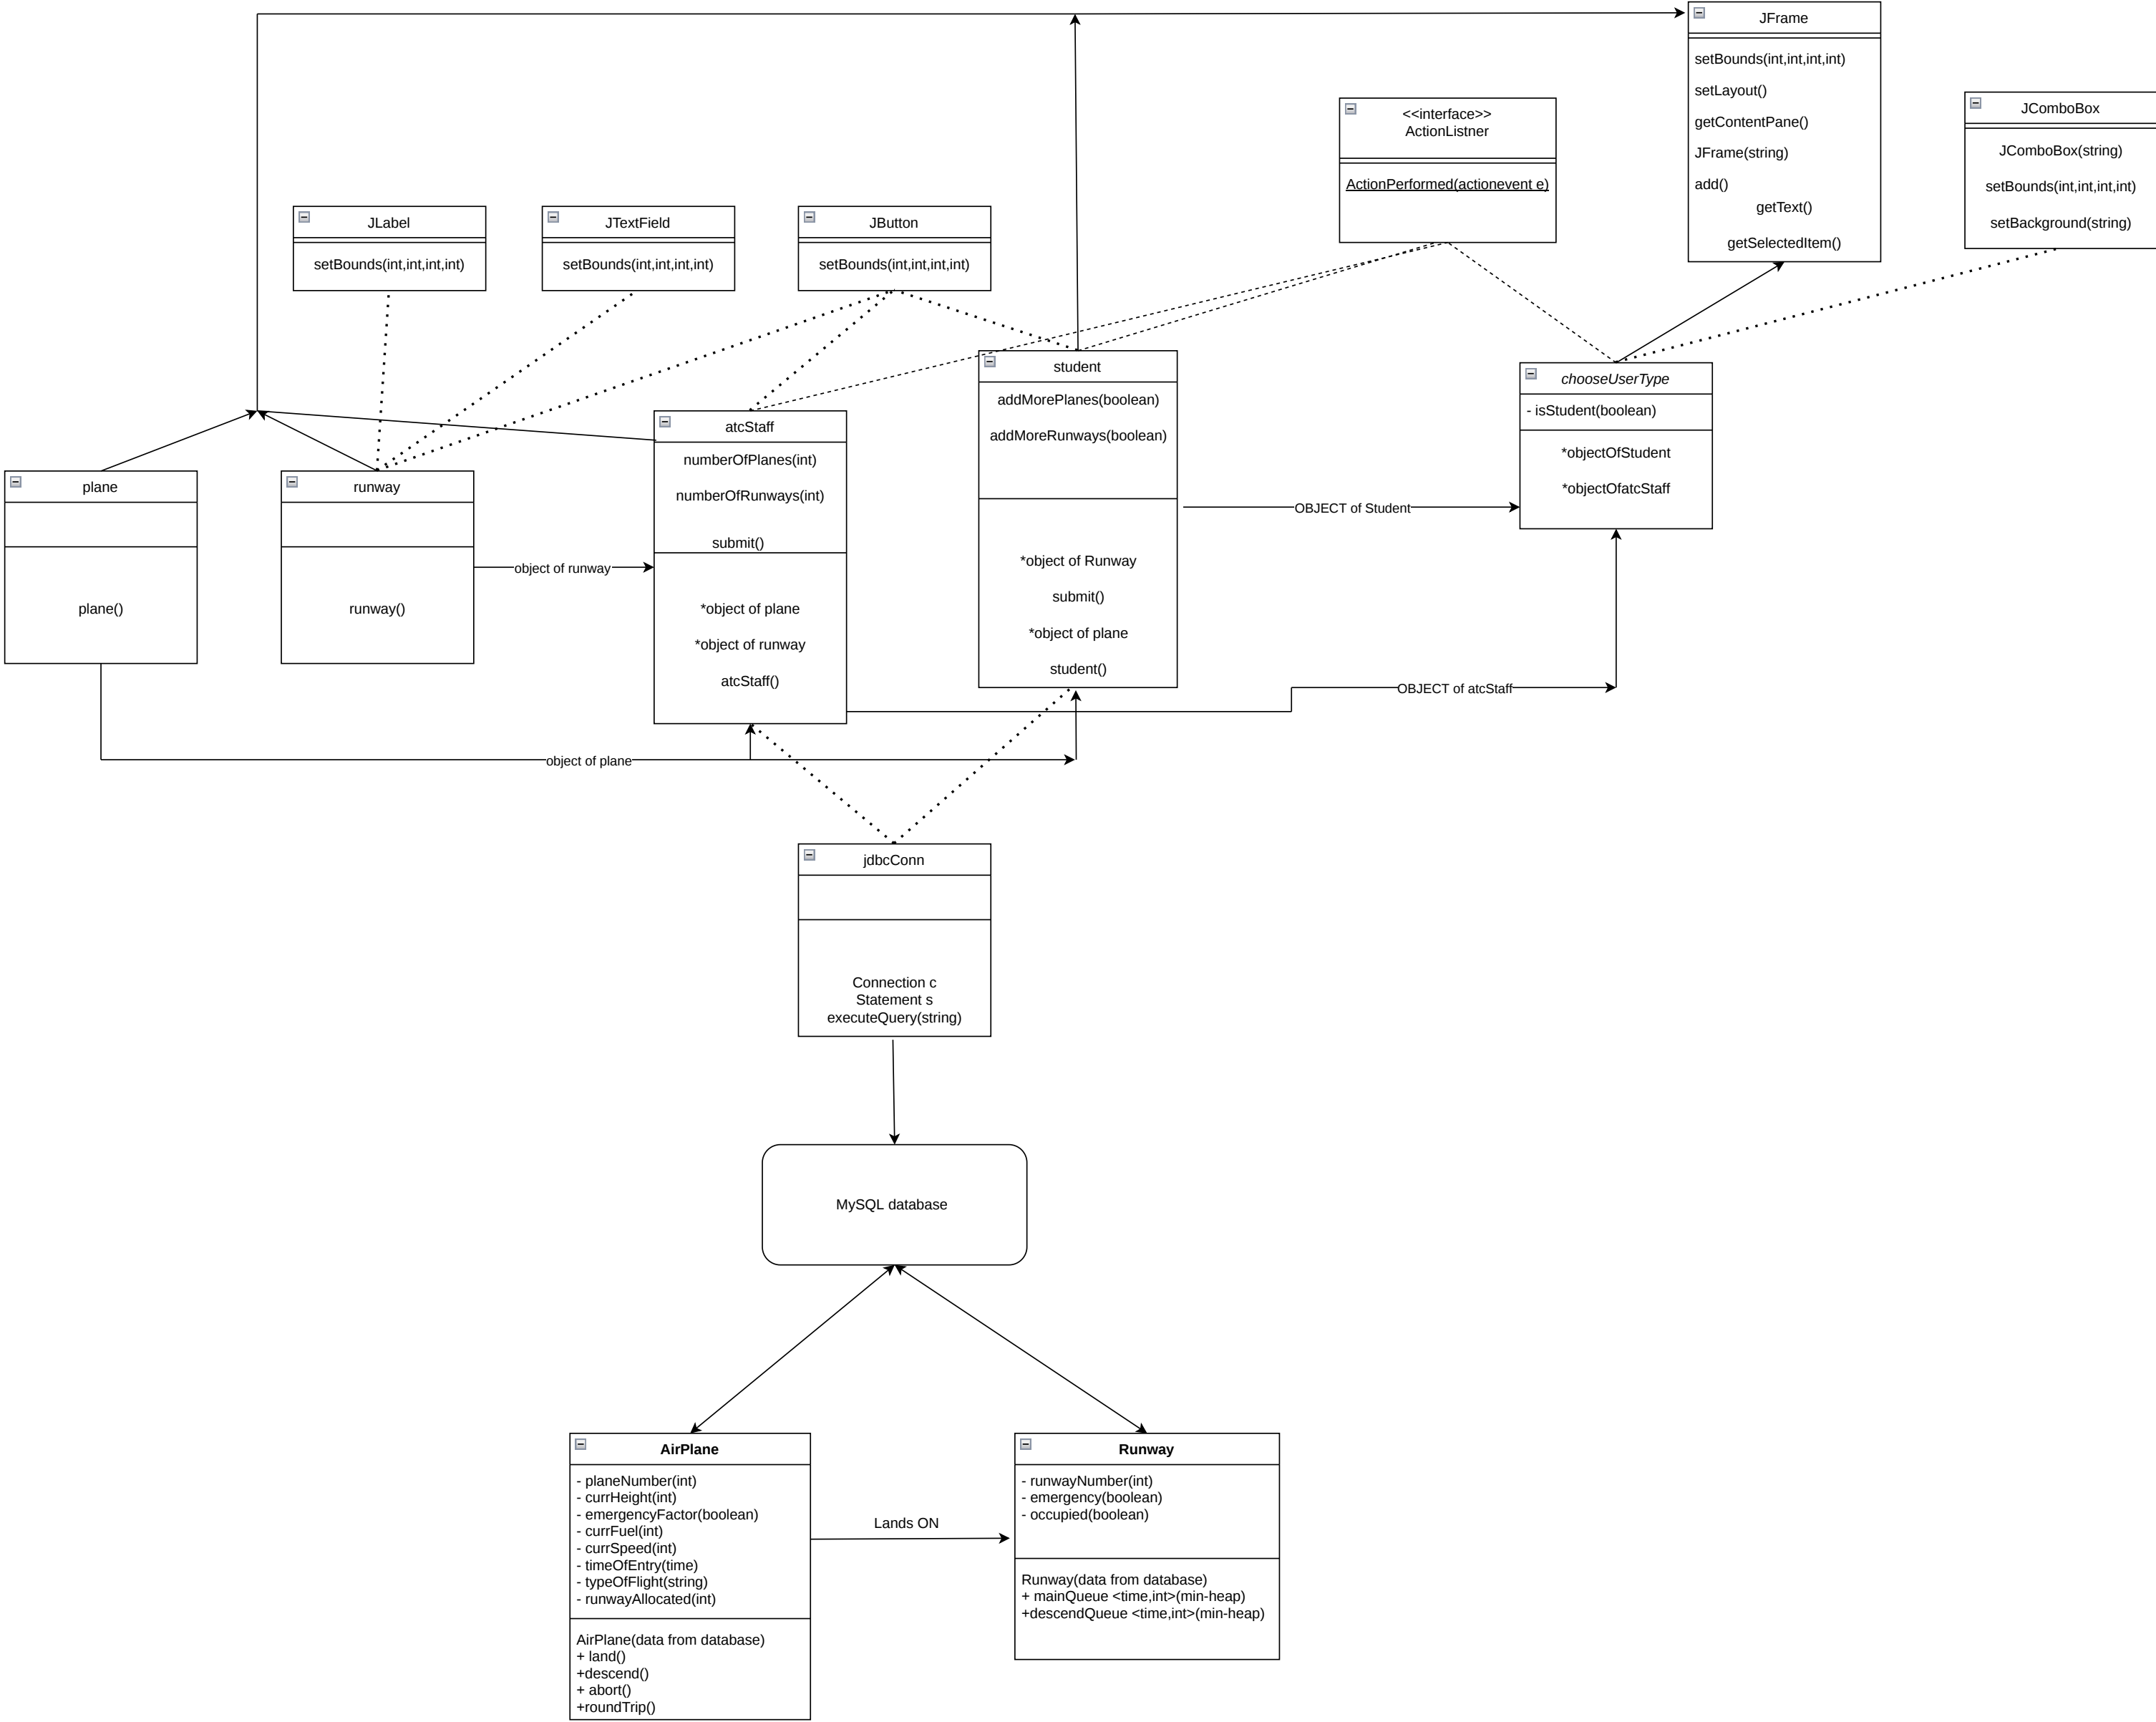 JFrame
setBounds(int,int,int,int)
setLayout()
getContentPane()
JFrame(string)
add()
getText()
getSelectedItem()
JComboBox
JComboBox(string)
setBounds(int,int,int,int)
setBackground(string)
<<interface>>
ActionListner
ActionPerformed(actionevent e)
JLabel
setBounds(int,int,int,int)
JTextField
setBounds(int,int,int,int)
JButton
setBounds(int,int,int,int)
student
addMorePlanes(boolean)
addMoreRunways(boolean)
*object of Runway
submit()
*object of plane
student()
chooseUserType
- isStudent(boolean)
*objectOfStudent
*objectOfatcStaff
atcStaff
numberOfPlanes(int)
numberOfRunways(int)
submit()
*object of plane
*object of runway
atcStaff()
plane
plane()
runway
runway()
object of runway
OBJECT of Student
OBJECT of atcStaff
object of plane
jdbcConn
Connection c
Statement s
executeQuery(string)
MySQL database
AirPlane
- planeNumber(int)
- currHeight(int)
- emergencyFactor(boolean)
- currFuel(int)
- currSpeed(int)
- timeOfEntry(time)
- typeOfFlight(string)
- runwayAllocated(int)
AirPlane(data from database)
+ land()
+descend()
+ abort()
+roundTrip()
Lands ON
Runway
- runwayNumber(int)
- emergency(boolean)
- occupied(boolean)
Runway(data from database)
+ mainQueue <time,int>(min-heap)
+descendQueue <time,int>(min-heap)